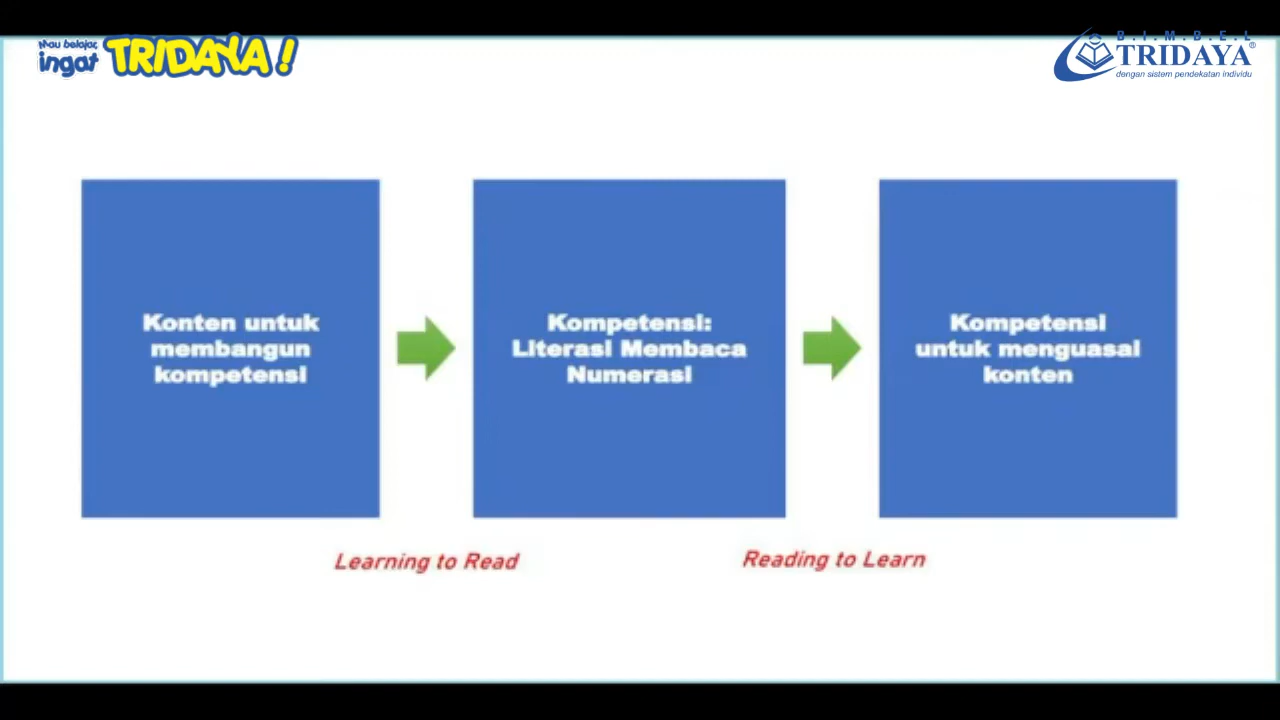 Mau belajar,
ingat TRIDAYA !
B.I.M.B.E.L
TRIDAYA®
dengan sistem pendekatan individu
Konten untuk
membangun
kompetensi
Kompetensi:
Literasi Membaca
Numerasi
Kompetensi
untuk menguasai
konten
Learning to Read
Reading to Learn